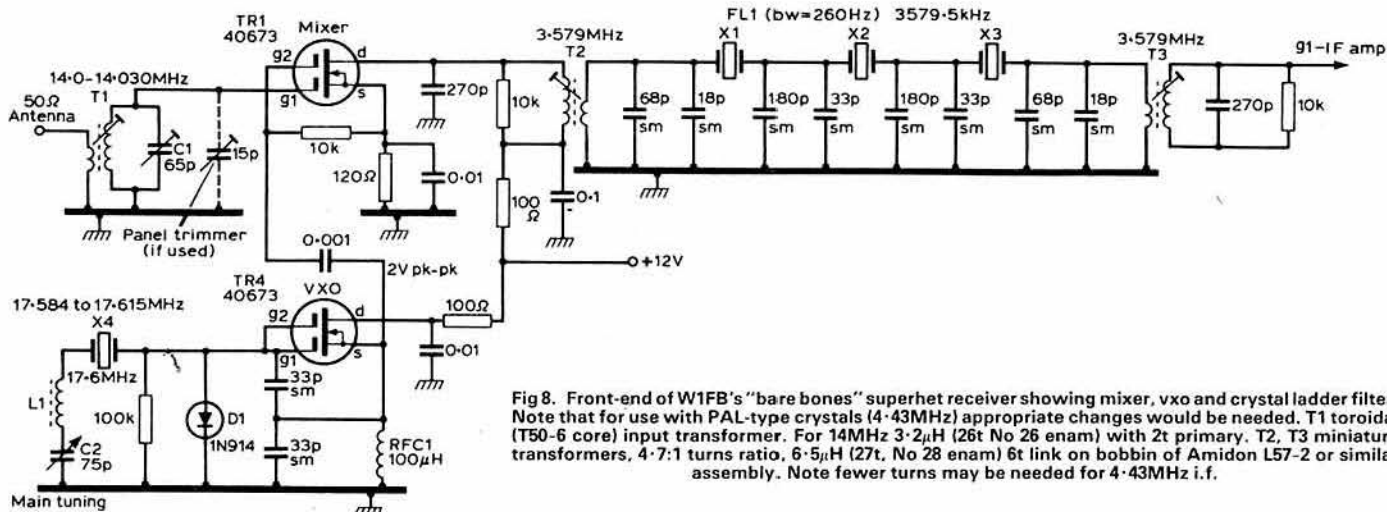 FL1 (bw=260Hz) 3579·5kHz
TR1
40673
Mixer
g2
d
g1
s
14·0–14·030MHz
50Ω
Antenna
T1
C1
65p
15p
Panel trimmer
(if used)
10k
120Ω
0·01
270p
10k
100
Ω
0·1
3·579MHz
T2
X1
X2
X3
68p
sm
18p
sm
180p
sm
33p
sm
180p
sm
33p
sm
68p
sm
18p
sm
3·579MHz
T3
g1–IF amp
270p
10k
0·001
2V pk-pk
+12V
TR4
40673
VXO
g2
d
g1
s
100Ω
0·01
17·584 to 17·615MHz
X4
17·6MHz
L1
C2
75p
Main tuning
100k
D1
1N914
33p
sm
33p
sm
RFC1
100μH
Fig 8. Front-end of W1FB's "bare bones" superhet receiver showing mixer, vxo and crystal ladder filte
Note that for use with PAL-type crystals (4·43MHz) appropriate changes would be needed. T1 toroida
(T50-6 core) input transformer. For 14MHz 3·2μH (26t No 26 enam) with 2t primary. T2, T3 miniatur
transformers, 4·7:1 turns ratio, 6·5μH (27t, No 28 enam) 6t link on bobbin of Amidon L57-2 or simila
assembly. Note fewer turns may be needed for 4·43MHz i.f.